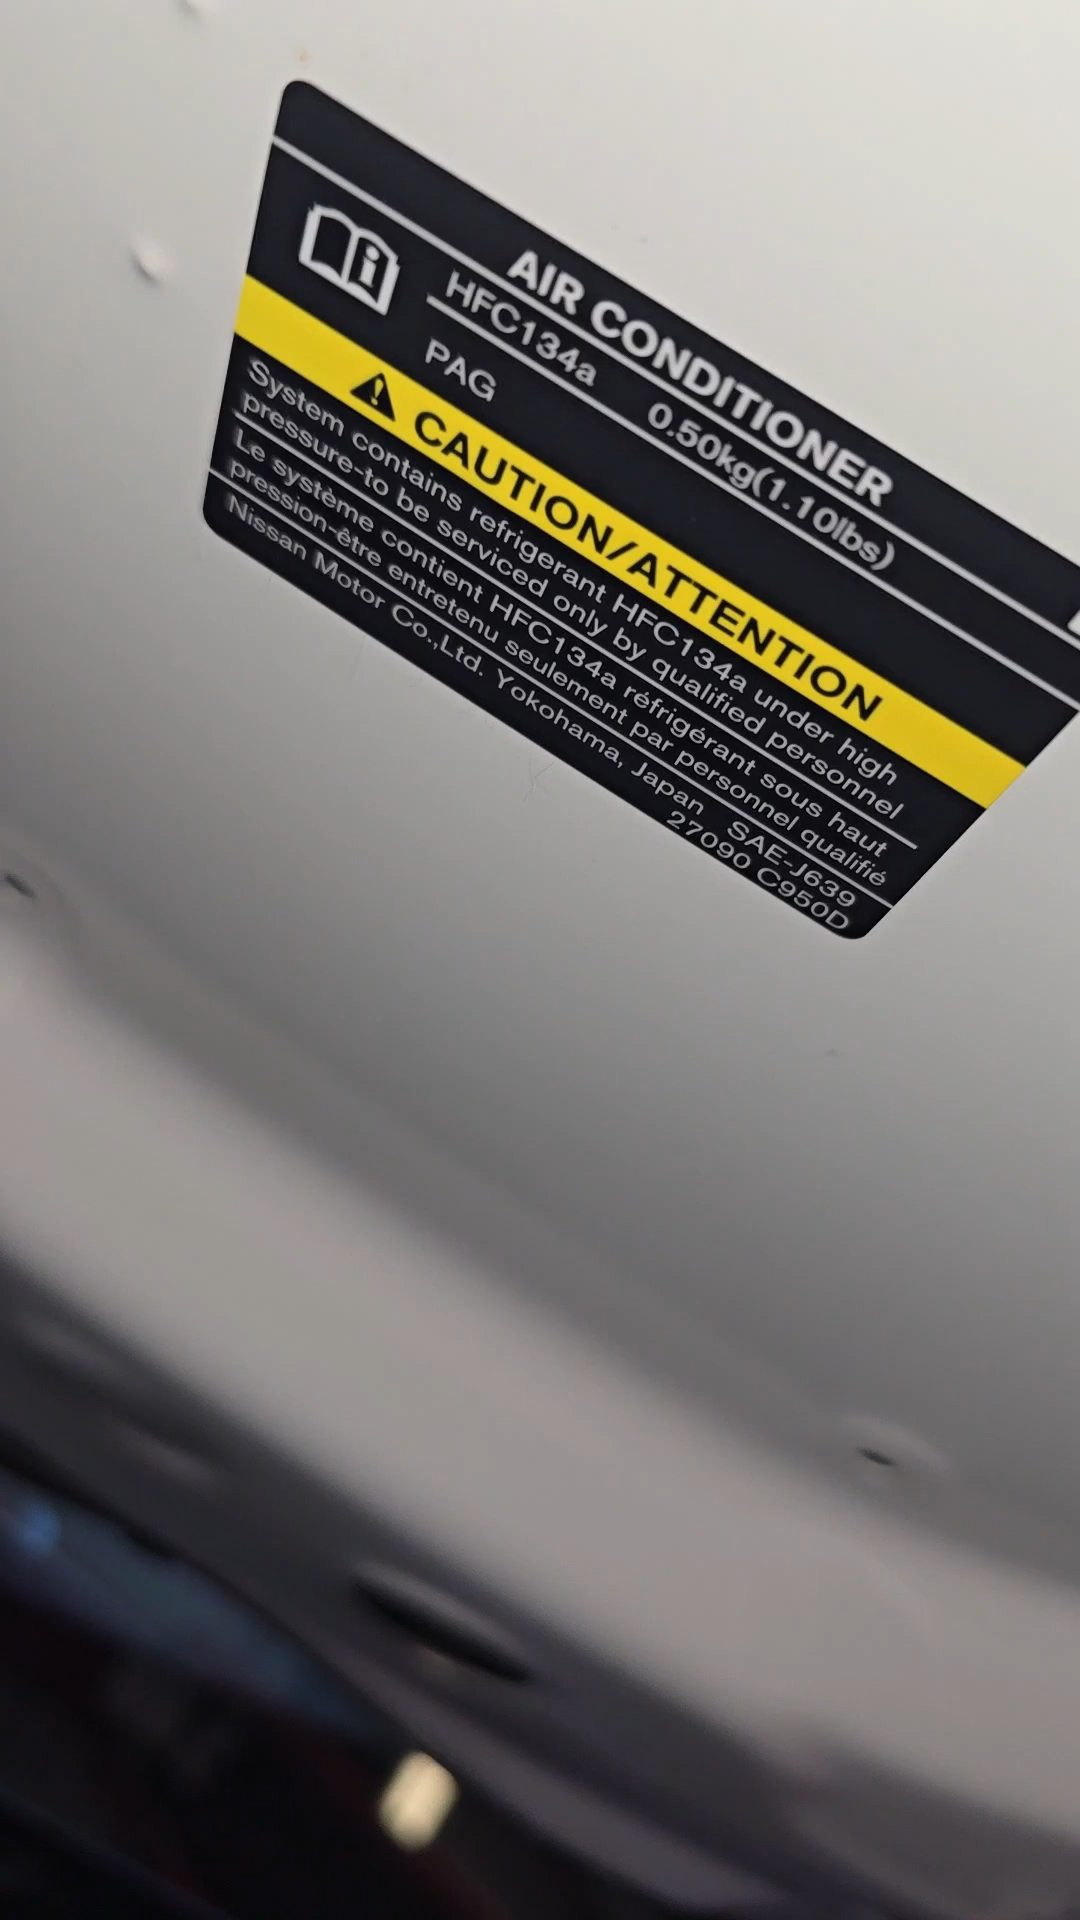 AIR CONDITIONER
HFC134a 0.50kg(1.10lbs)
PAG
CAUTION/ATTENTION
System contains refrigerant HFC134a under high
pressure-to be serviced only by qualified personnel
Le système contient HFC134a réfrigérant sous haut
pression-être entretenu seulement par personnel qualifié
Nissan Motor Co.,Ltd. Yokohama, Japan SAE-J639
27090 C950D